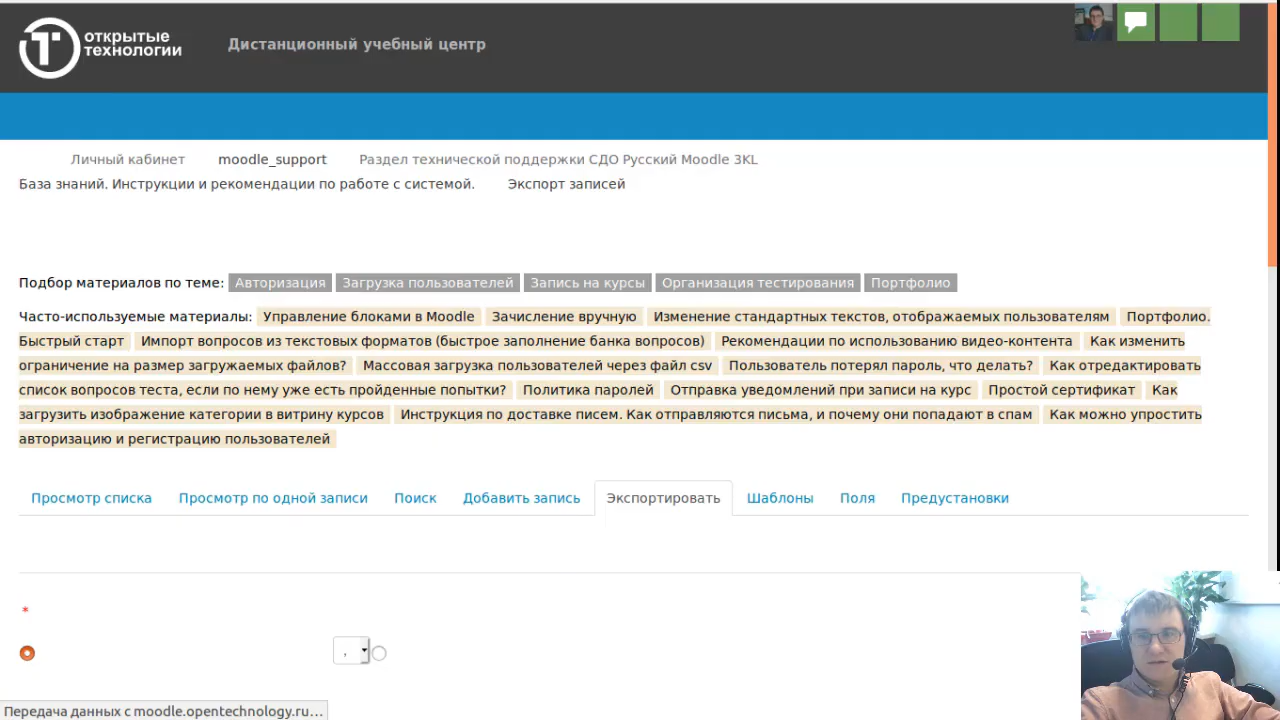 открытые
технологии
Дистанционный учебный центр
Личный кабинет moodle_support Раздел технической поддержки СДО Русский Moodle 3KL
База знаний. Инструкции и рекомендации по работе с системой. Экспорт записей
Подбор материалов по теме: Авторизация Загрузка пользователей Запись на курсы Организация тестирования Портфолио
Часто-используемые материалы: Управление блоками в Moodle Зачисление вручную Изменение стандартных текстов, отображаемых пользователям Портфолио.
Быстрый старт Импорт вопросов из текстовых форматов (быстрое заполнение банка вопросов) Рекомендации по использованию видео-контента Как изменить
ограничение на размер загружаемых файлов? Массовая загрузка пользователей через файл csv Пользователь потерял пароль, что делать? Как отредактировать
список вопросов теста, если по нему уже есть пройденные попытки? Политика паролей Отправка уведомлений при записи на курс Простой сертификат Как
загрузить изображение категории в витрину курсов Инструкция по доставке писем. Как отправляются письма, и почему они попадают в спам Как можно упростить
авторизацию и регистрацию пользователей
Просмотр списка Просмотр по одной записи Поиск Добавить запись Экспортировать Шаблоны Поля Предустановки
*
,
Передача данных с moodle.opentechnology.ru…